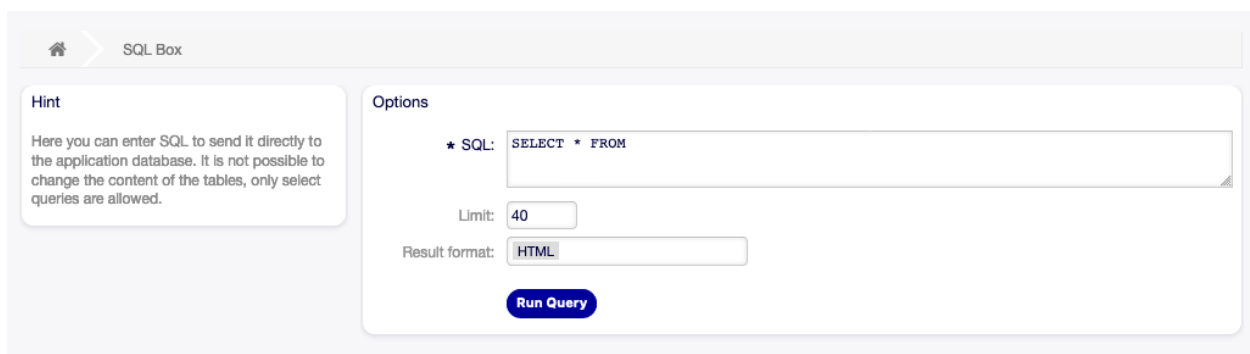 SQL Box
Hint
Here you can enter SQL to send it directly to
the application database. It is not possible to
change the content of the tables, only select
queries are allowed.
Options
* SQL: SELECT * FROM
Limit: 40
Result format: HTML
Run Query